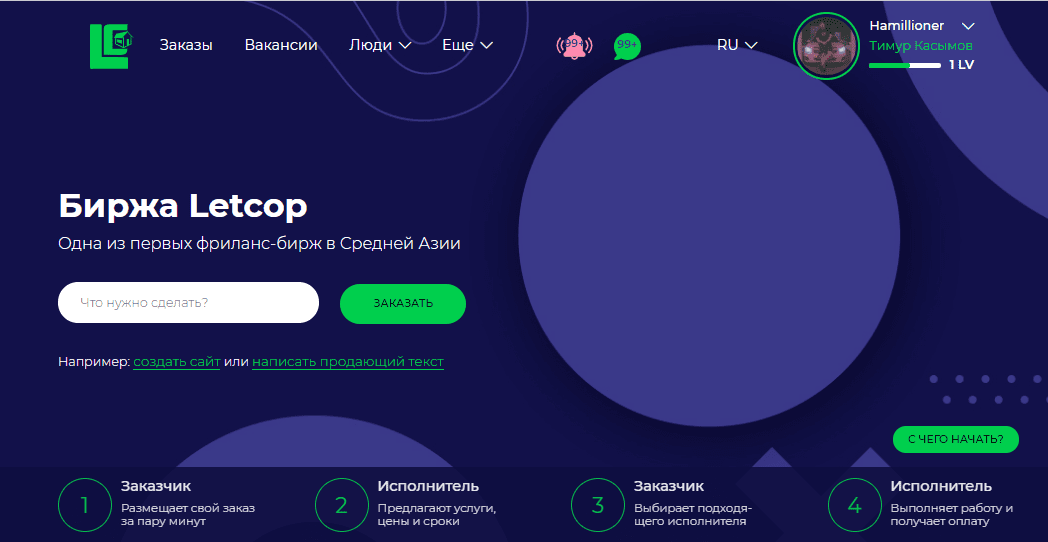 LE
Заказы
Вакансии
Люди
Еще
99+
99+
RU
Hamillioner
Тимур Касымов
1 LV
Биржа Letcop
Одна из первых фриланс-бирж в Средней Азии
Что нужно сделать?
ЗАКАЗАТЬ
Например: создать сайт или написать продающий текст
С ЧЕГО НАЧАТЬ?
1
Заказчик
Размещает свой заказ
за пару минут
2
Исполнитель
Предлагают услуги,
цены и сроки
3
Заказчик
Выбирает подходя-
щего исполнителя
4
Исполнитель
Выполняет работу и
получает оплату